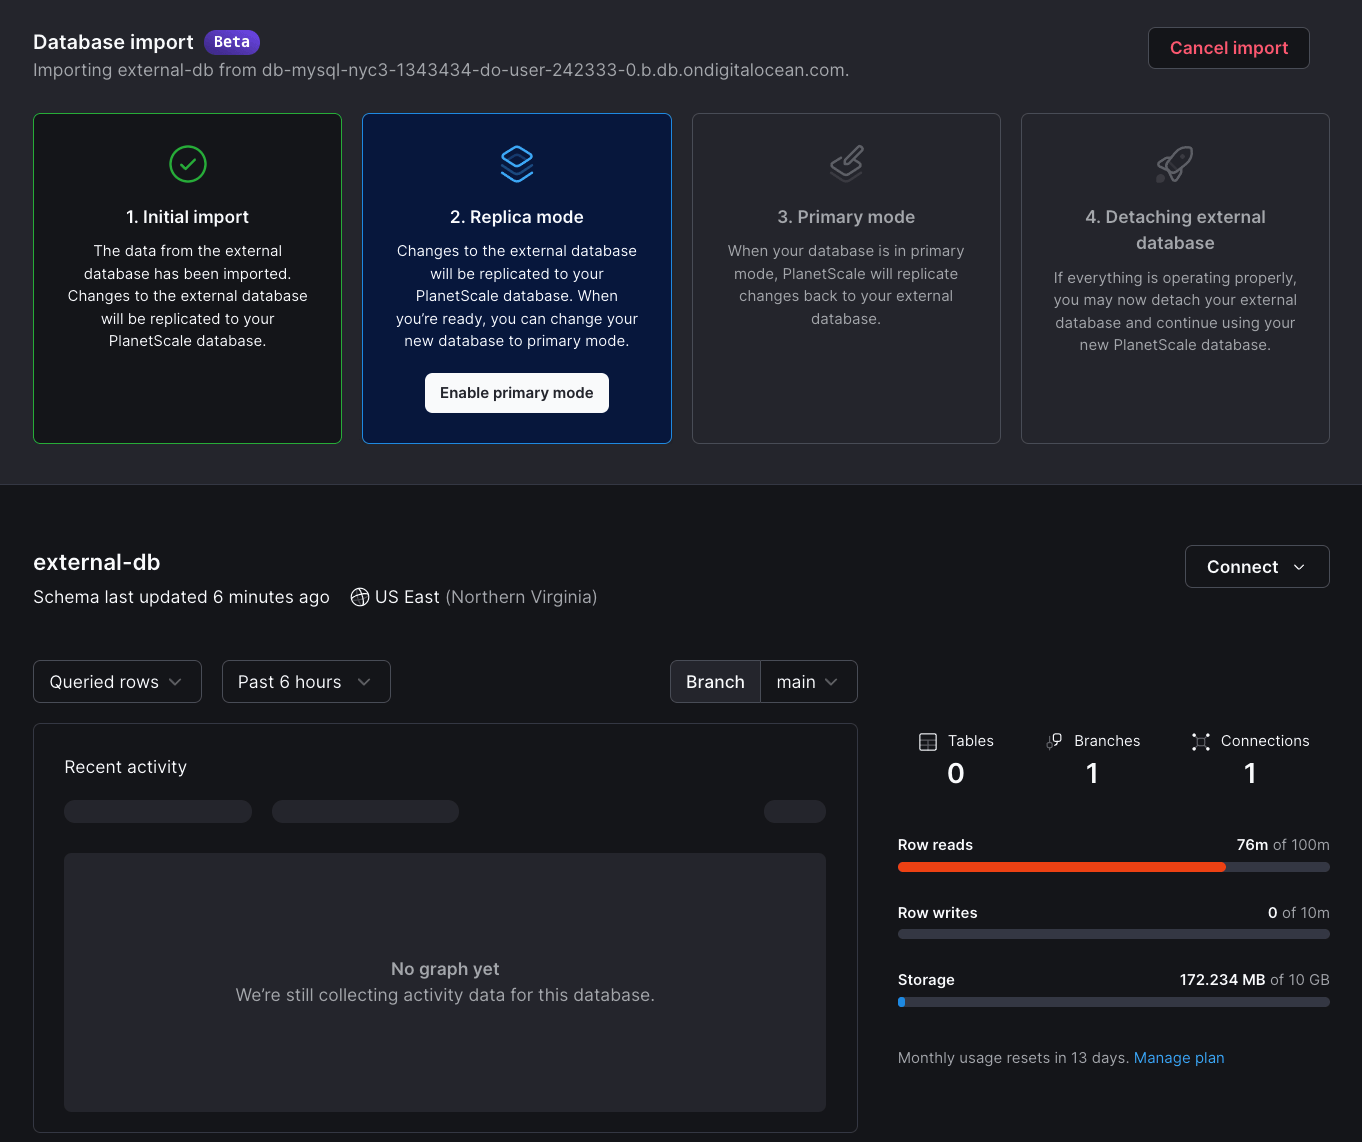 Database import Beta
Cancel import
Importing external-db from db-mysql-nyc3-1343434-do-user-242333-0.b.db.ondigitalocean.com.
1. Initial import
The data from the external
database has been imported.
Changes to the external database
will be replicated to your
PlanetScale database.
2. Replica mode
Changes to the external database
will be replicated to your
PlanetScale database. When
you’re ready, you can change your
new database to primary mode.
Enable primary mode
3. Primary mode
When your database is in primary
mode, PlanetScale will replicate
changes back to your external
database.
4. Detaching external
database
If everything is operating properly,
you may now detach your external
database and continue using your
new PlanetScale database.
external-db
Connect
Schema last updated 6 minutes ago US East (Northern Virginia)
Queried rows Past 6 hours Branch main
Recent activity
No graph yet
We’re still collecting activity data for this database.
Tables Branches Connections
0 1 1
Row reads 76m of 100m
Row writes 0 of 10m
Storage 172.234 MB of 10 GB
Monthly usage resets in 13 days. Manage plan